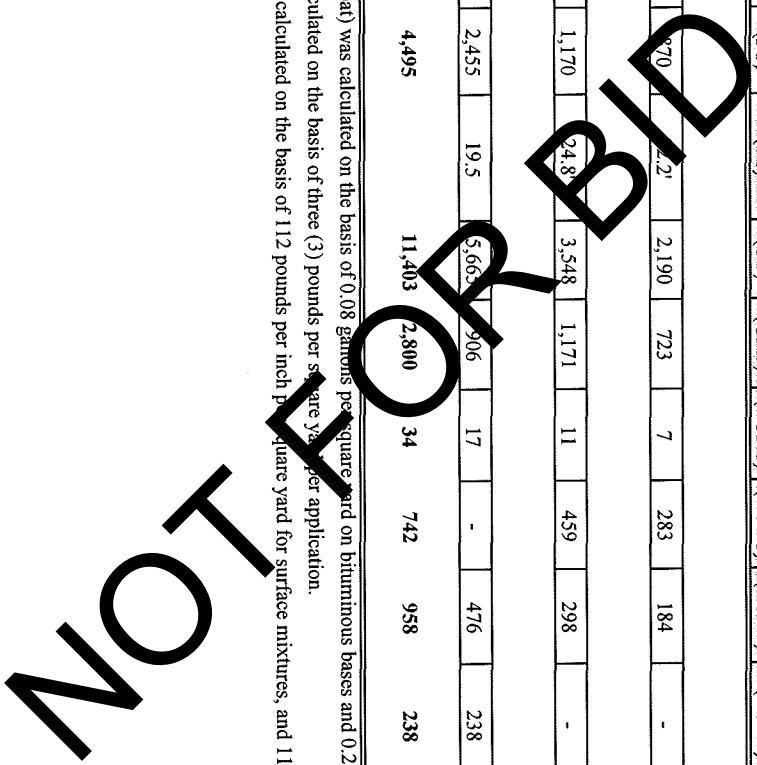 870 2,190 723 7 283 184 -
1,170 24.8' 3,548 1,171 11 459 298 -
2,455 19.5 5,665 906 17 - 476 238
4,495 11,403 2,800 34 742 958 238
at) was calculated on the basis of 0.08 gallons per square yard on bituminous bases and 0.2
culated on the basis of three (3) pounds per square yard per application.
calculated on the basis of 112 pounds per inch per square yard for surface mixtures, and 11
NOT FOR BID